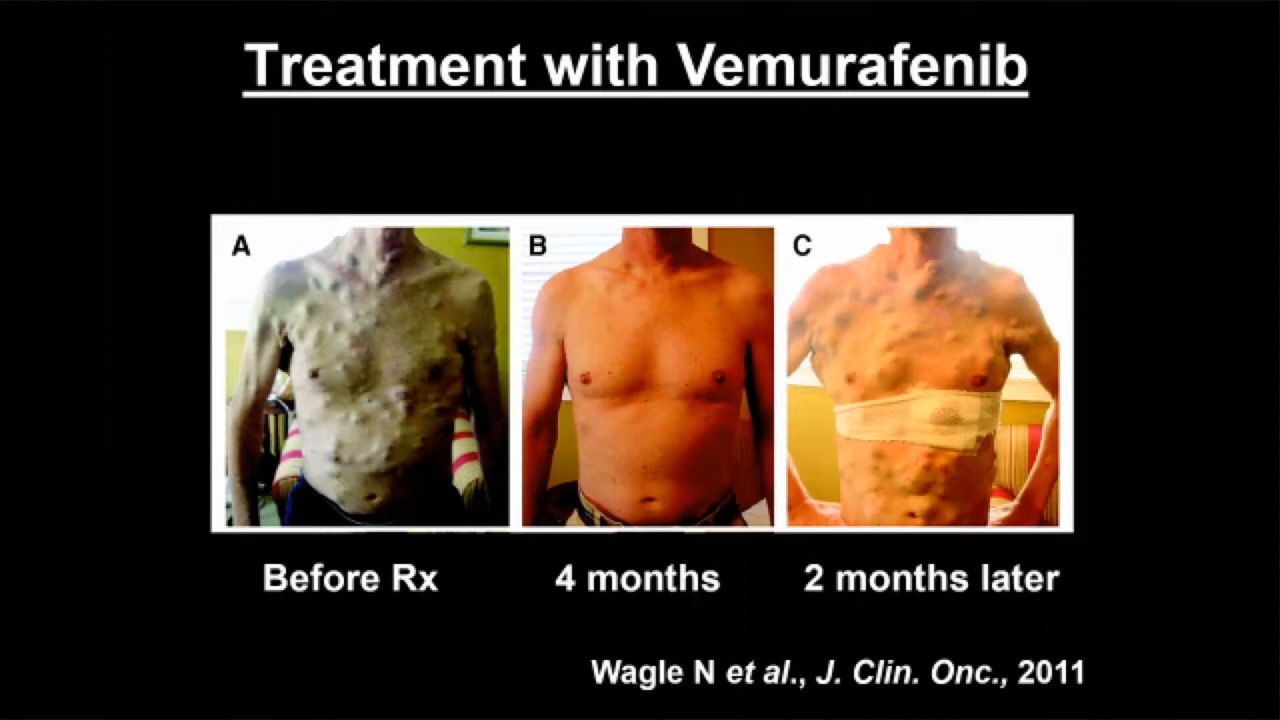 Treatment with Vemurafenib
A B C
Before Rx 4 months 2 months later
Wagle N et al., J. Clin. Onc., 2011